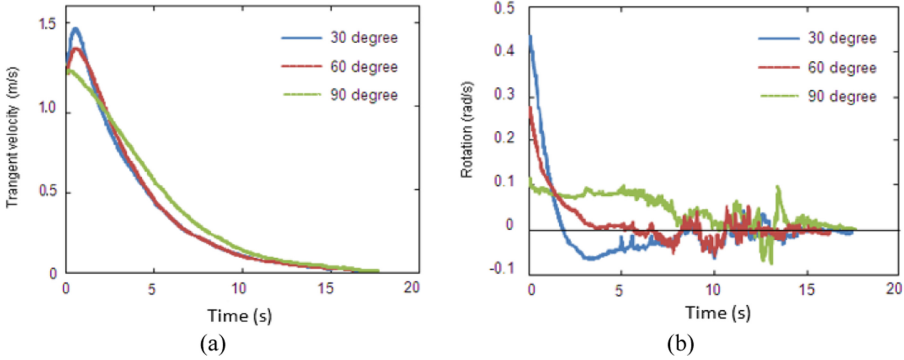 1.5
1.0
0.5
0
0
5
10
15
20
Trangent velocity (m/s)
Time (s)
30 degree
60 degree
90 degree
(a)
0.5
0.4
0.3
0.2
0.1
0
-0.1
0
5
10
15
20
Rotation (rad/s)
Time (s)
30 degree
60 degree
90 degree
(b)